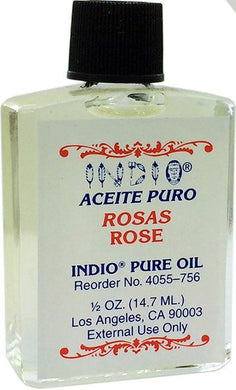 INDIO®
ACEITE PURO
ROSAS
ROSE
INDIO® PURE OIL
Reorder No. 4055–756
½ OZ. (14.7 ML.)
Los Angeles, CA 90003
External Use Only